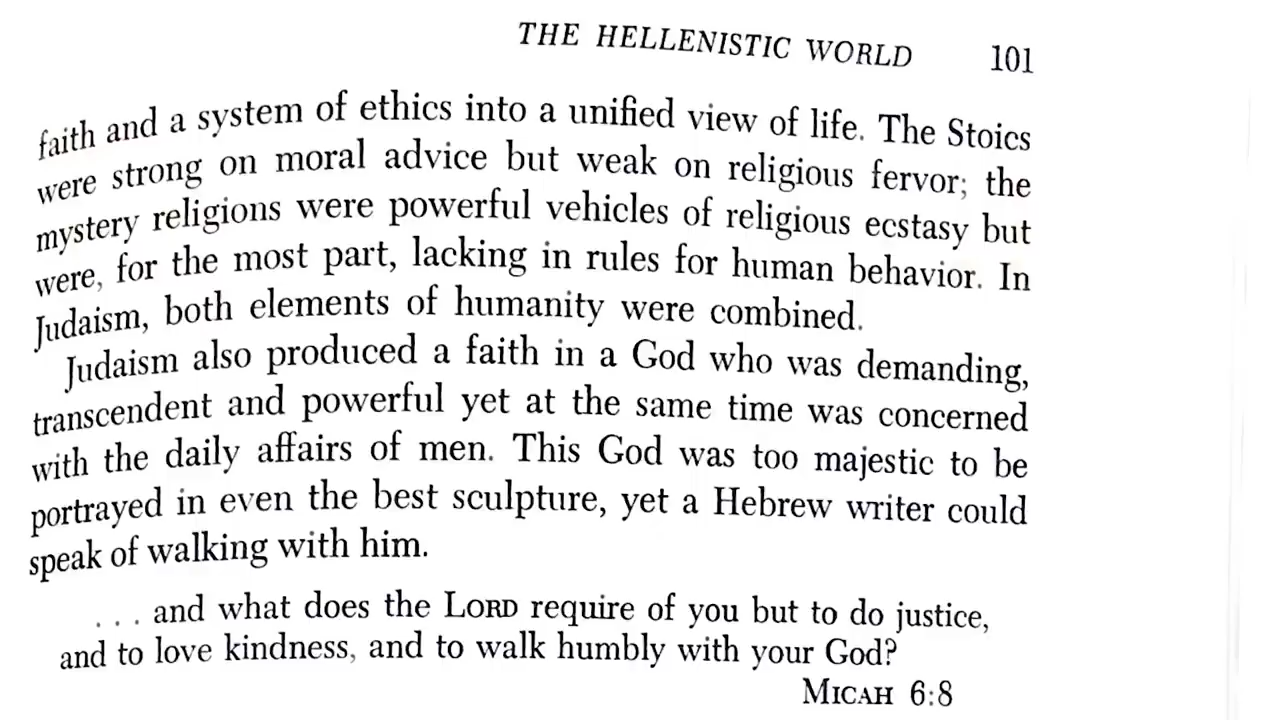 THE HELLENISTIC WORLD 101
faith and a system of ethics into a unified view of life. The Stoics
were strong on moral advice but weak on religious fervor; the
mystery religions were powerful vehicles of religious ecstasy but
were, for the most part, lacking in rules for human behavior. In
Judaism, both elements of humanity were combined.
Judaism also produced a faith in a God who was demanding,
transcendent and powerful yet at the same time was concerned
with the daily affairs of men. This God was too majestic to be
portrayed in even the best sculpture, yet a Hebrew writer could
speak of walking with him.
. . . and what does the LORD require of you but to do justice,
and to love kindness, and to walk humbly with your God?
MICAH 6:8